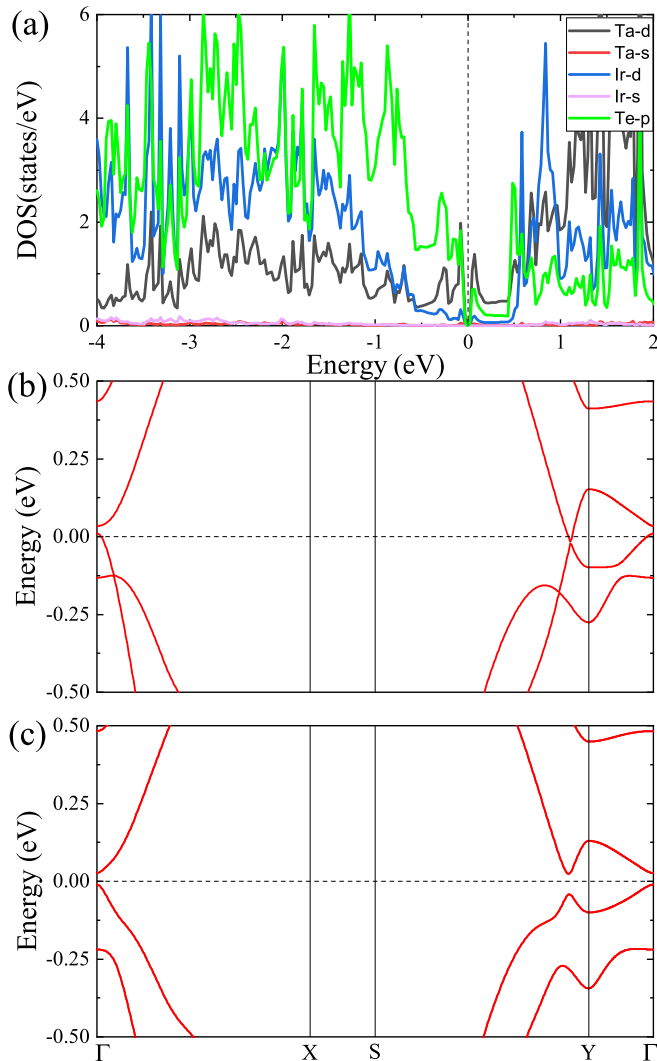 (a)
6
4
2
0
DOS(states/eV)
Ta-d
Ta-s
Ir-d
Ir-s
Te-p
-4 -3 -2 -1 0 1 2
Energy (eV)
(b)
0.50
0.25
0.00
-0.25
-0.50
Energy (eV)
(c)
0.50
0.25
0.00
-0.25
-0.50
Energy (eV)
Γ X S Y Γ